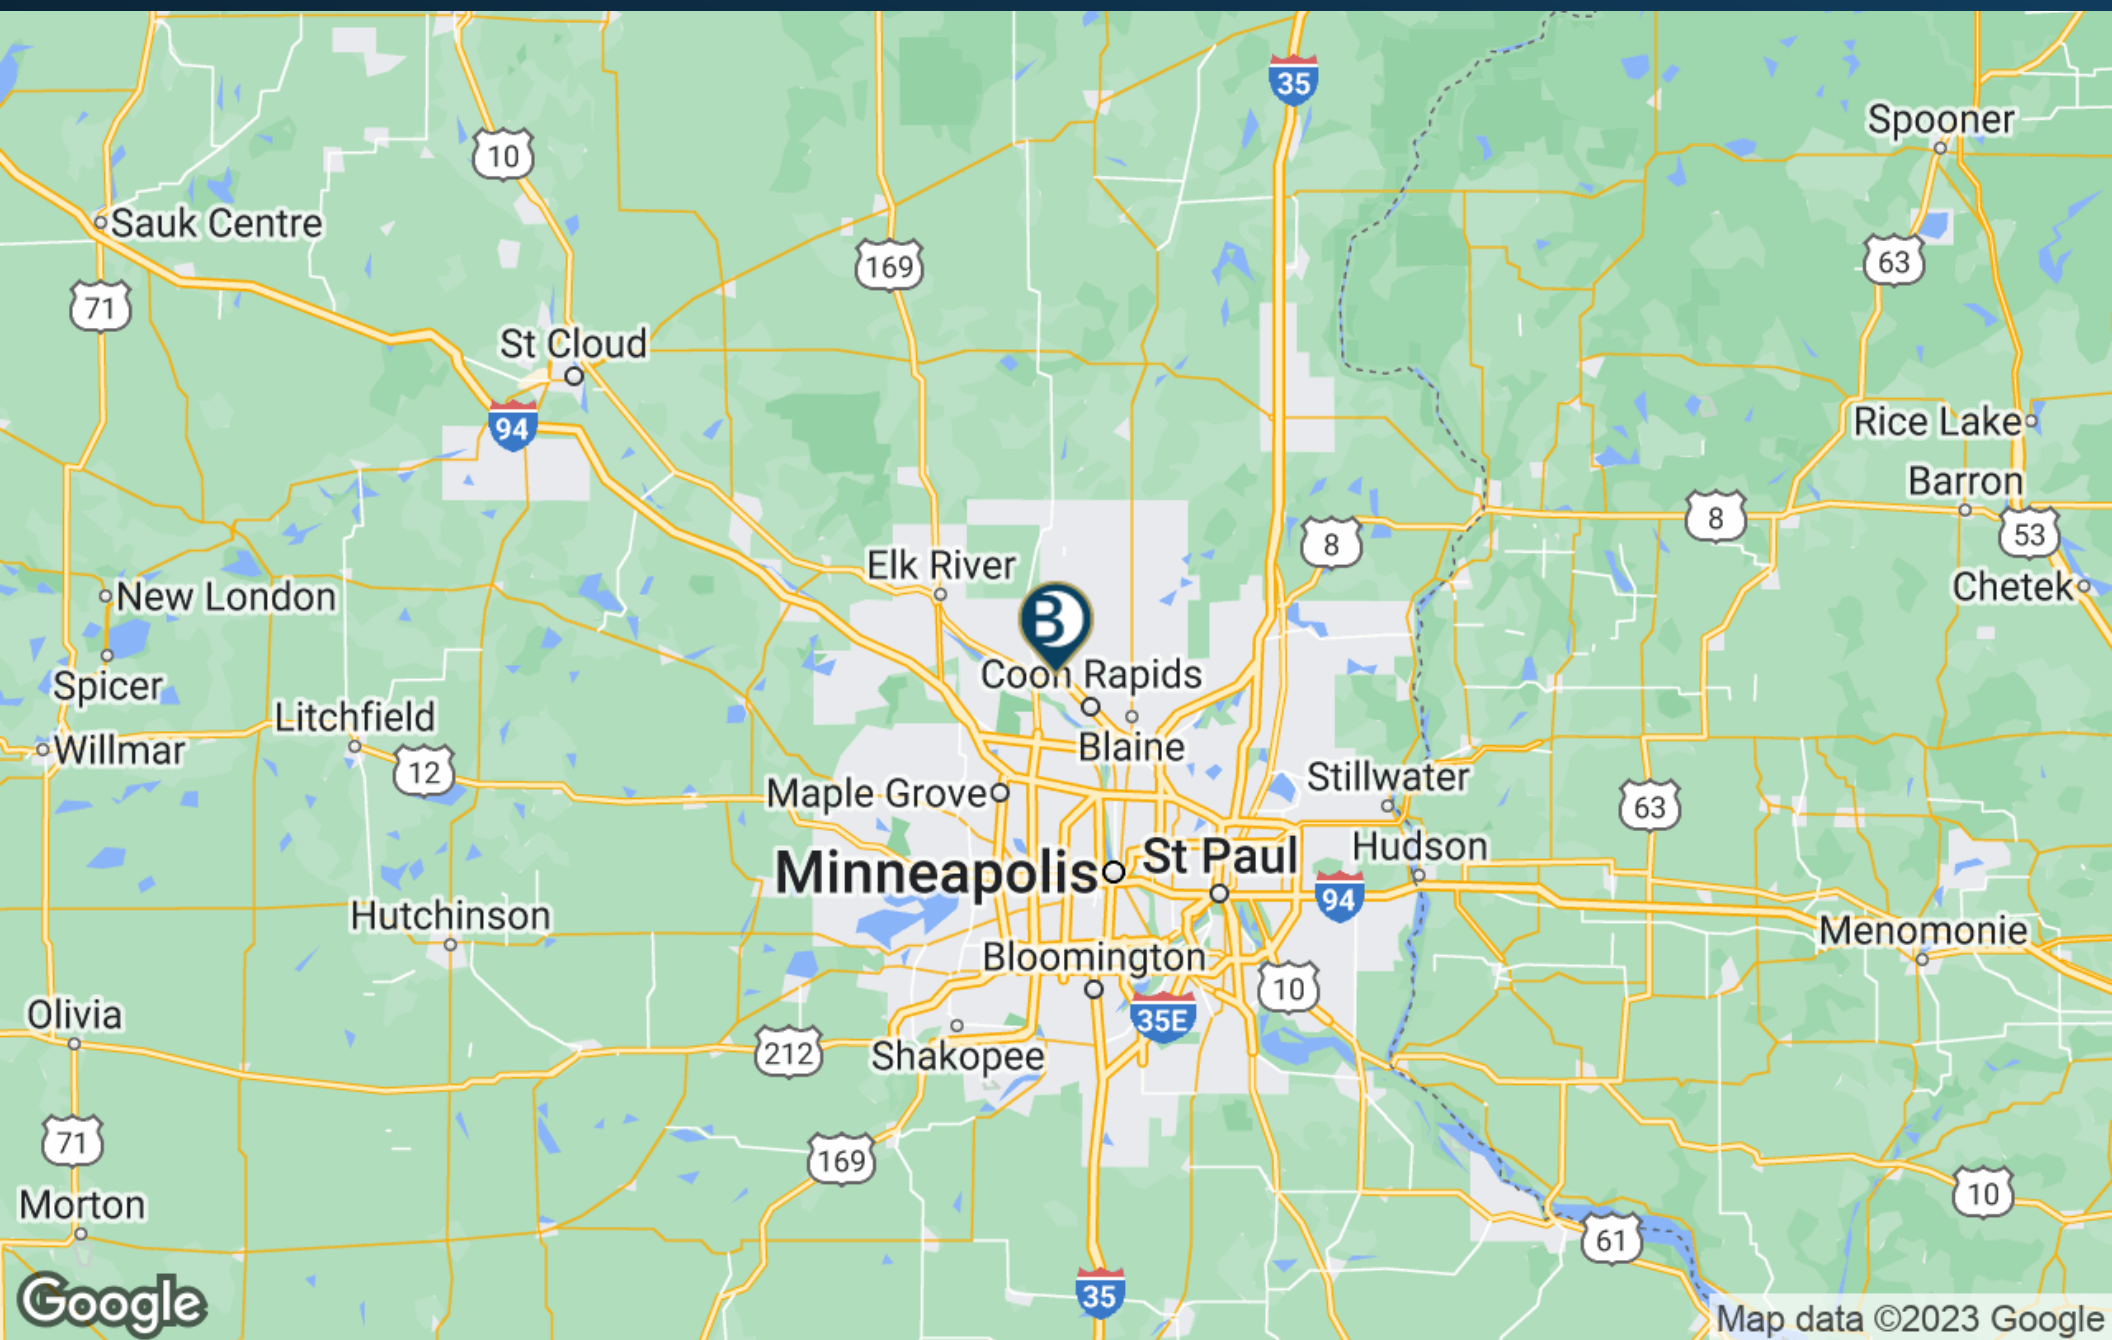 35
Spooner
10
Sauk Centre
169
63
71
St Cloud
94
Rice Lake
Barron
8
8
53
Elk River
New London
Chetek
B
Coon Rapids
Spicer
Litchfield
Willmar
Blaine
12
Stillwater
Maple Grove
63
Minneapolis
St Paul
Hudson
94
Hutchinson
Menomonie
Bloomington
10
Olivia
35E
212
Shakopee
71
169
Morton
10
61
35
Google
Map data ©2023 Google